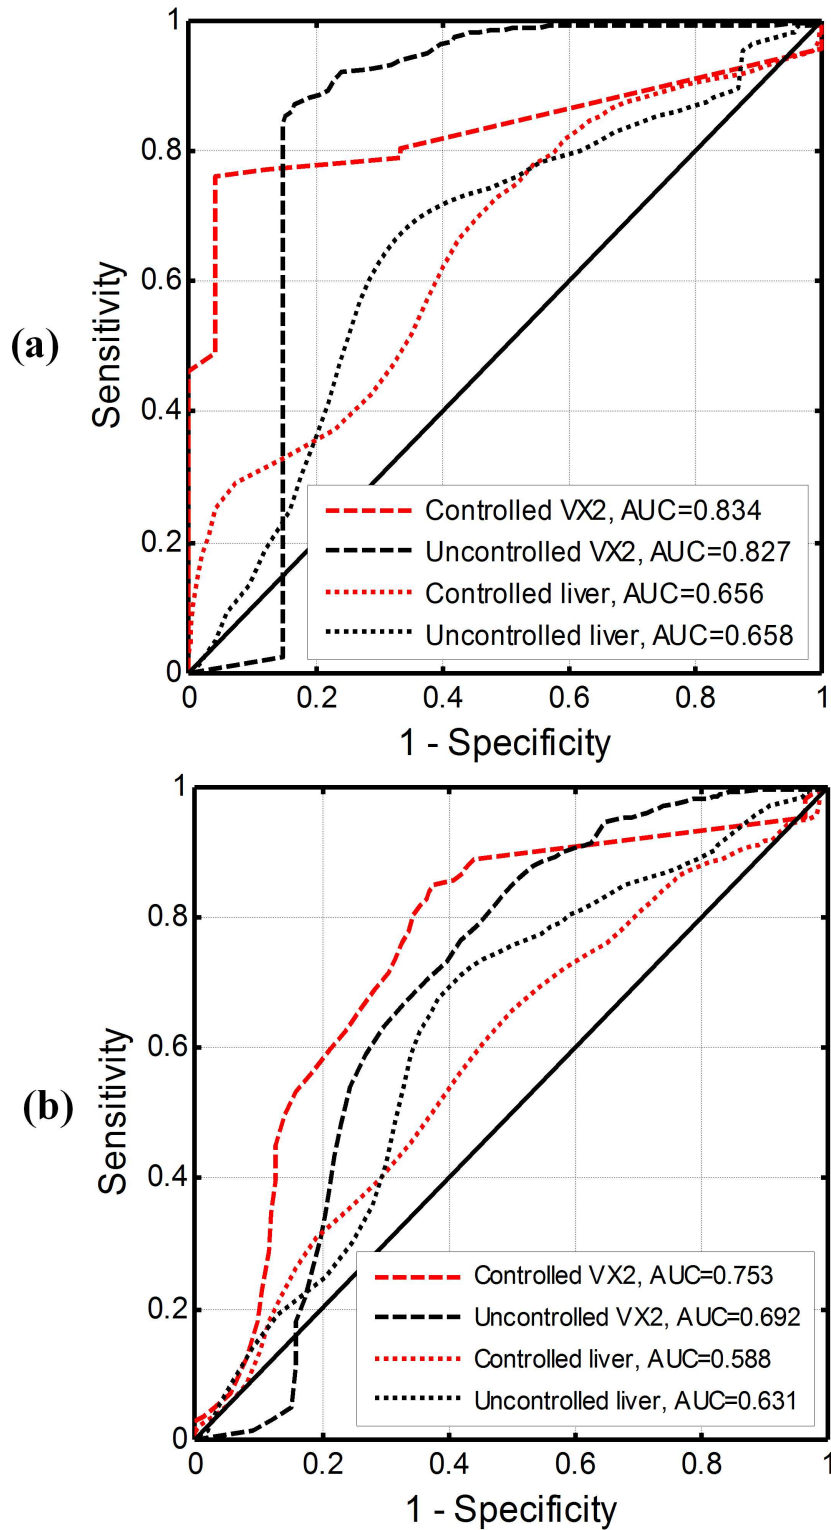 1
0.8
0.6
0.4
0.2
0
Sensitivity
(a)
Controlled VX2, AUC=0.834
Uncontrolled VX2, AUC=0.827
Controlled liver, AUC=0.656
Uncontrolled liver, AUC=0.658
0 0.2 0.4 0.6 0.8 1
1 - Specificity
1
0.8
0.6
0.4
0.2
0
Sensitivity
(b)
Controlled VX2, AUC=0.753
Uncontrolled VX2, AUC=0.692
Controlled liver, AUC=0.588
Uncontrolled liver, AUC=0.631
0 0.2 0.4 0.6 0.8 1
1 - Specificity